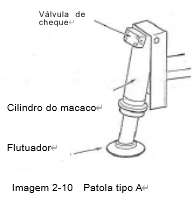 Válvula de
cheque
Cilindro do macaco
Flutuador
Imagem 2-10 Patola tipo A